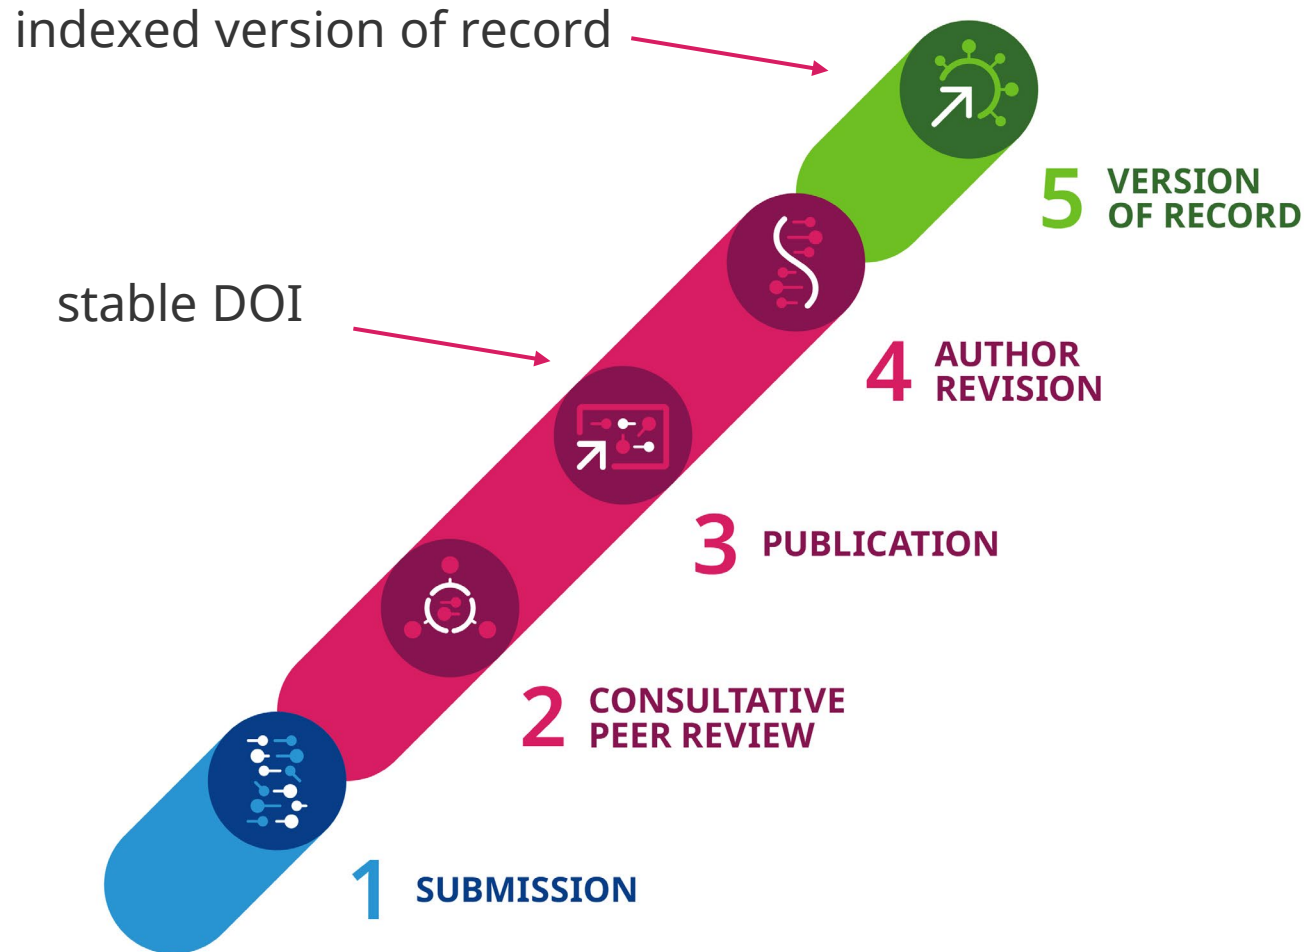 indexed version of record
5 VERSION
OF RECORD
stable DOI
4 AUTHOR
REVISION
3 PUBLICATION
2 CONSULTATIVE
PEER REVIEW
1 SUBMISSION